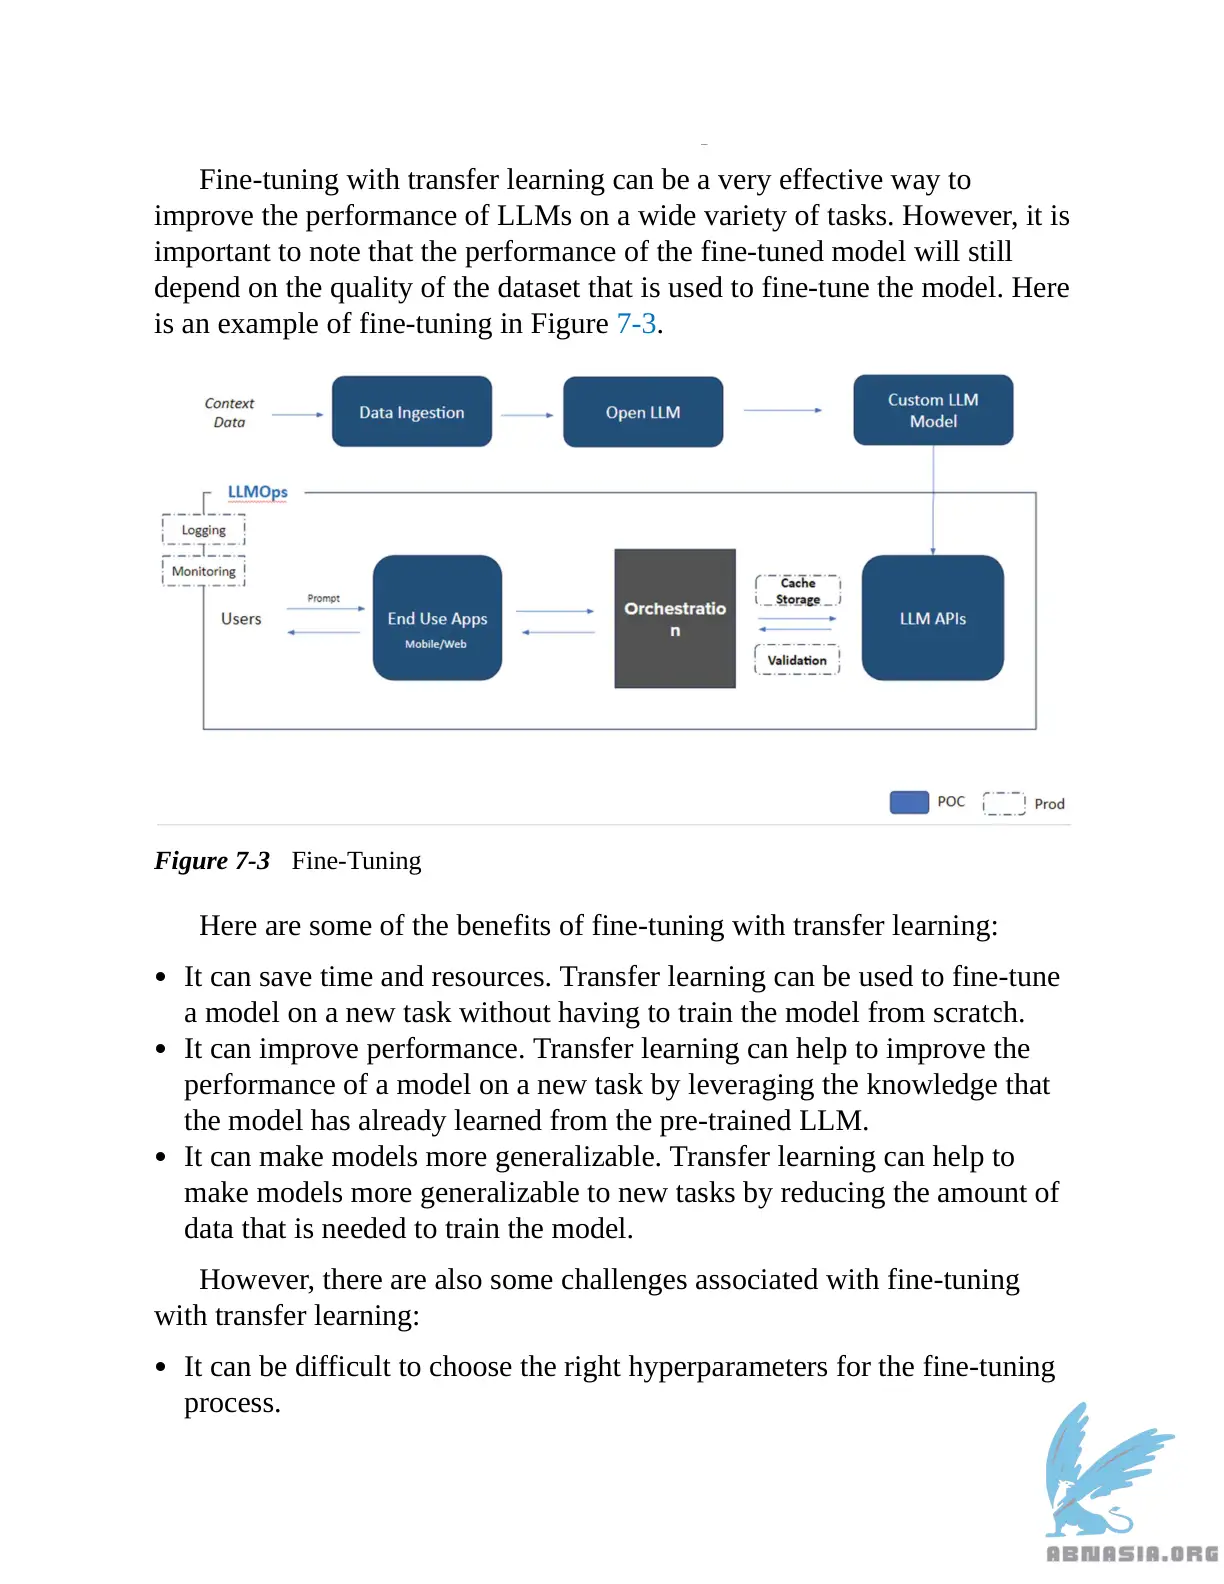 Fine-tuning with transfer learning can be a very effective way to
improve the performance of LLMs on a wide variety of tasks. However, it is
important to note that the performance of the fine-tuned model will still
depend on the quality of the dataset that is used to fine-tune the model. Here
is an example of fine-tuning in Figure 7-3.
Context
Data
Data Ingestion
Open LLM
Custom LLM
Model
LLMOps
Logging
Monitoring
Users
Prompt
End Use Apps
Mobile/Web
Orchestratio
n
Cache
Storage
Validation
LLM APIs
POC
Prod
Figure 7-3 Fine-Tuning
Here are some of the benefits of fine-tuning with transfer learning:
• It can save time and resources. Transfer learning can be used to fine-tune
a model on a new task without having to train the model from scratch.
• It can improve performance. Transfer learning can help to improve the
performance of a model on a new task by leveraging the knowledge that
the model has already learned from the pre-trained LLM.
• It can make models more generalizable. Transfer learning can help to
make models more generalizable to new tasks by reducing the amount of
data that is needed to train the model.
However, there are also some challenges associated with fine-tuning
with transfer learning:
• It can be difficult to choose the right hyperparameters for the fine-tuning
process.
ABNASIA.ORG